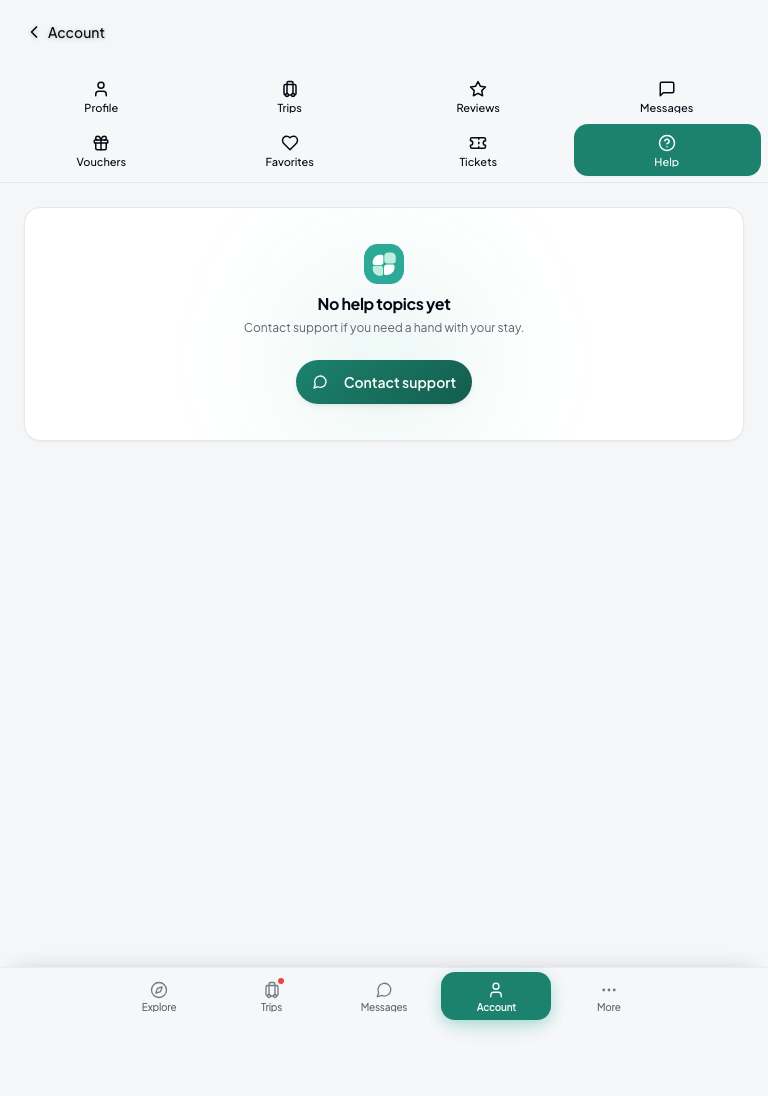 Account
Profile
Trips
Reviews
Messages
Vouchers
Favorites
Tickets
Help
No help topics yet
Contact support if you need a hand with your stay.
Contact support
Explore
Trips
Messages
Account
More